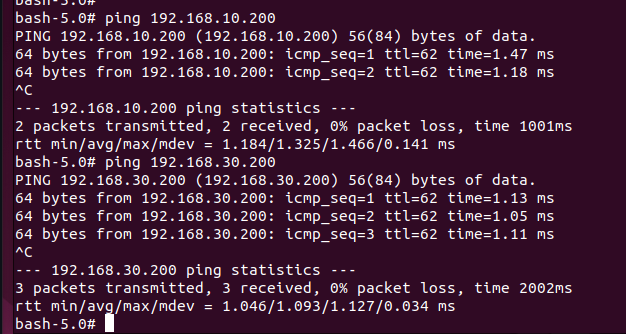 bash-5.0#
bash-5.0# ping 192.168.10.200
PING 192.168.10.200 (192.168.10.200) 56(84) bytes of data.
64 bytes from 192.168.10.200: icmp_seq=1 ttl=62 time=1.47 ms
64 bytes from 192.168.10.200: icmp_seq=2 ttl=62 time=1.18 ms
^C
--- 192.168.10.200 ping statistics ---
2 packets transmitted, 2 received, 0% packet loss, time 1001ms
rtt min/avg/max/mdev = 1.184/1.325/1.466/0.141 ms
bash-5.0# ping 192.168.30.200
PING 192.168.30.200 (192.168.30.200) 56(84) bytes of data.
64 bytes from 192.168.30.200: icmp_seq=1 ttl=62 time=1.13 ms
64 bytes from 192.168.30.200: icmp_seq=2 ttl=62 time=1.05 ms
64 bytes from 192.168.30.200: icmp_seq=3 ttl=62 time=1.11 ms
^C
--- 192.168.30.200 ping statistics ---
3 packets transmitted, 3 received, 0% packet loss, time 2002ms
rtt min/avg/max/mdev = 1.046/1.093/1.127/0.034 ms
bash-5.0#